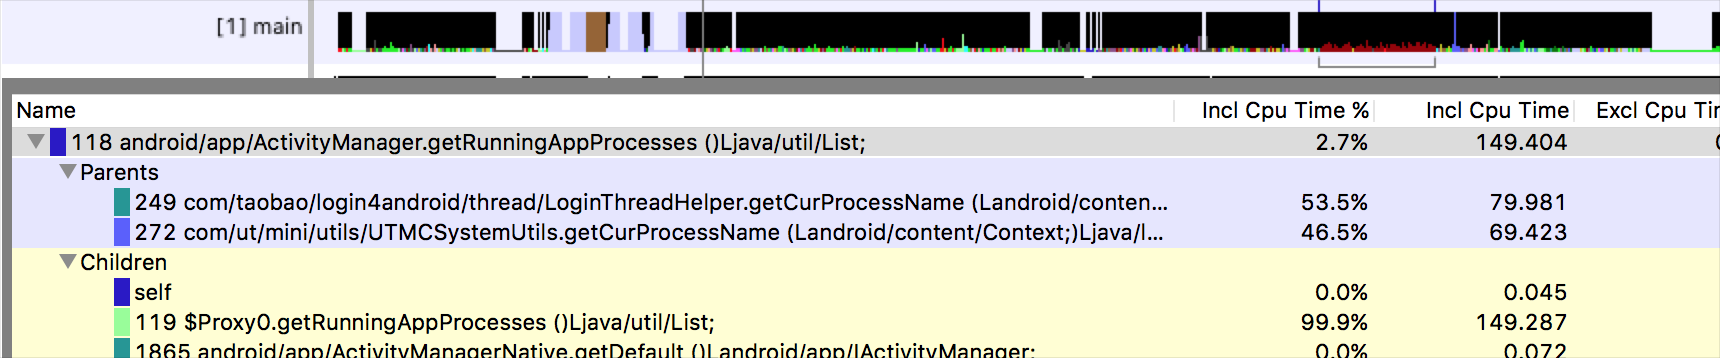 [1] main
Name Incl Cpu Time % Incl Cpu Time Excl Cpu
118 android/app/ActivityManager.getRunningAppProcesses ()Ljava/util/List; 2.7% 149.404
Parents
249 com/taobao/login4android/thread/LoginThreadHelper.getCurProcessName (Landroid/conten... 53.5% 79.981
272 com/ut/mini/utils/UTMCSystemUtils.getCurProcessName (Landroid/content/Context;)Ljava/l... 46.5% 69.423
Children
self 0.0% 0.045
119 $Proxy0.getRunningAppProcesses ()Ljava/util/List; 99.9% 149.287
1865 android/app/ActivityManagerNative.getDefault ()Landroid/app/IActivityManager; 0.0% 0.072